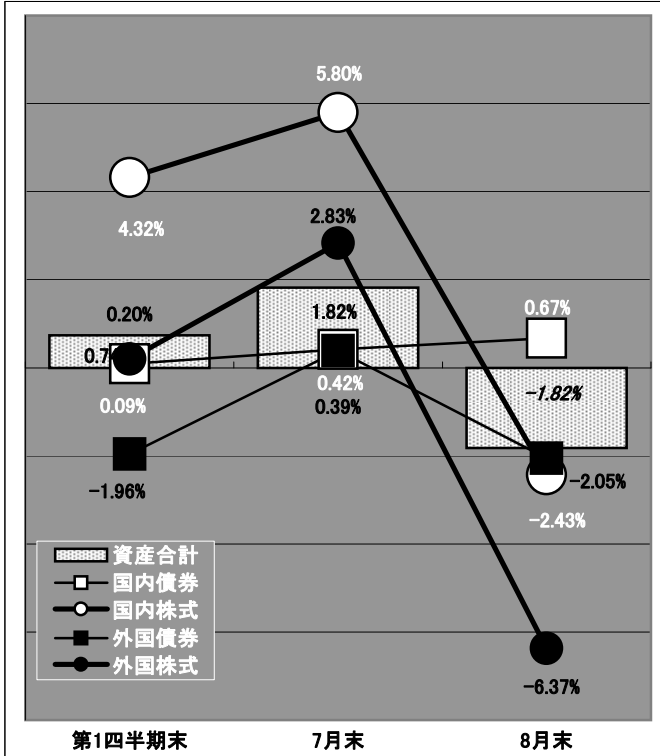 5.80%
4.32%
2.83%
0.20%
1.82%
0.67%
0.7
0.09%
0.42%
0.39%
−1.82%
−1.96%
−2.05%
−2.43%
資産合計
国内債券
国内株式
外国債券
外国株式
−6.37%
第1四半期末 7月末 8月末